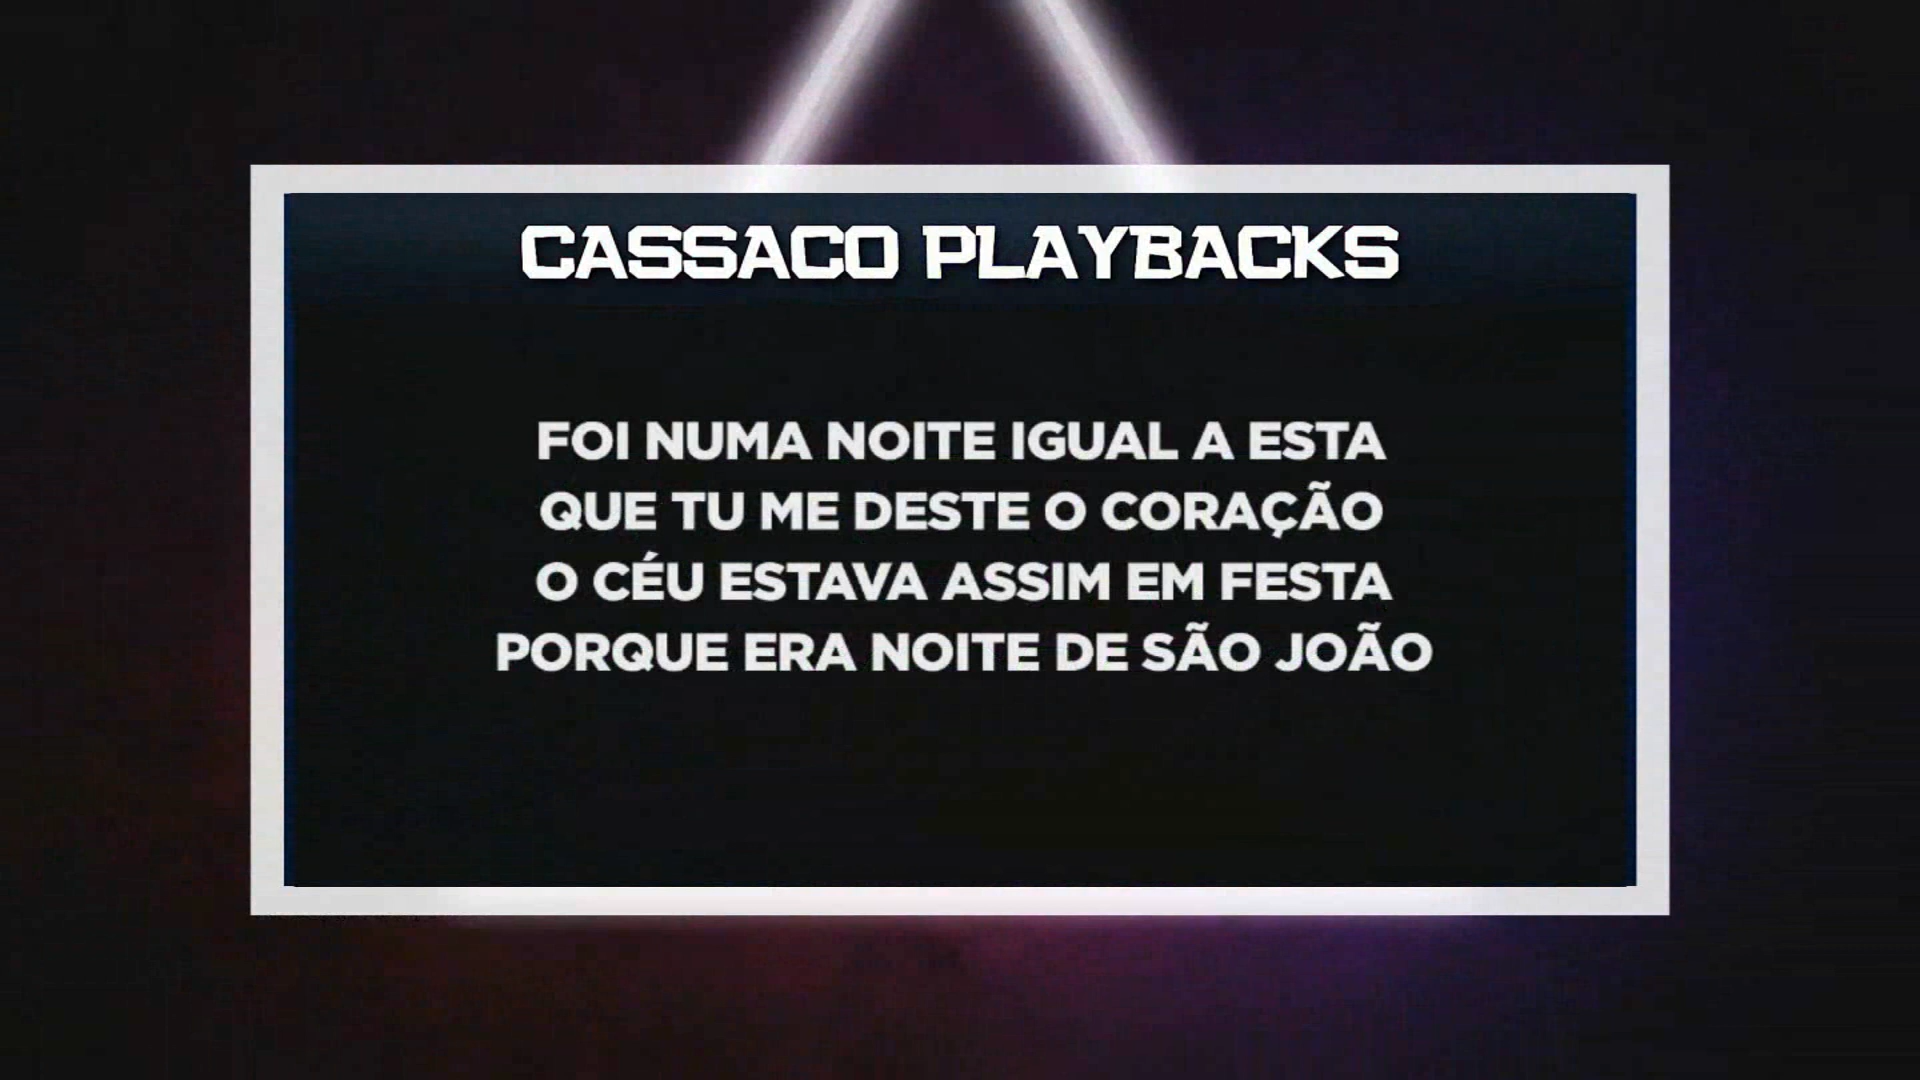 CASSACO PLAYBACKS
FOI NUMA NOITE IGUAL A ESTA
QUE TU ME DESTE O CORAÇÃO
O CÉU ESTAVA ASSIM EM FESTA
PORQUE ERA NOITE DE SÃO JOÃO